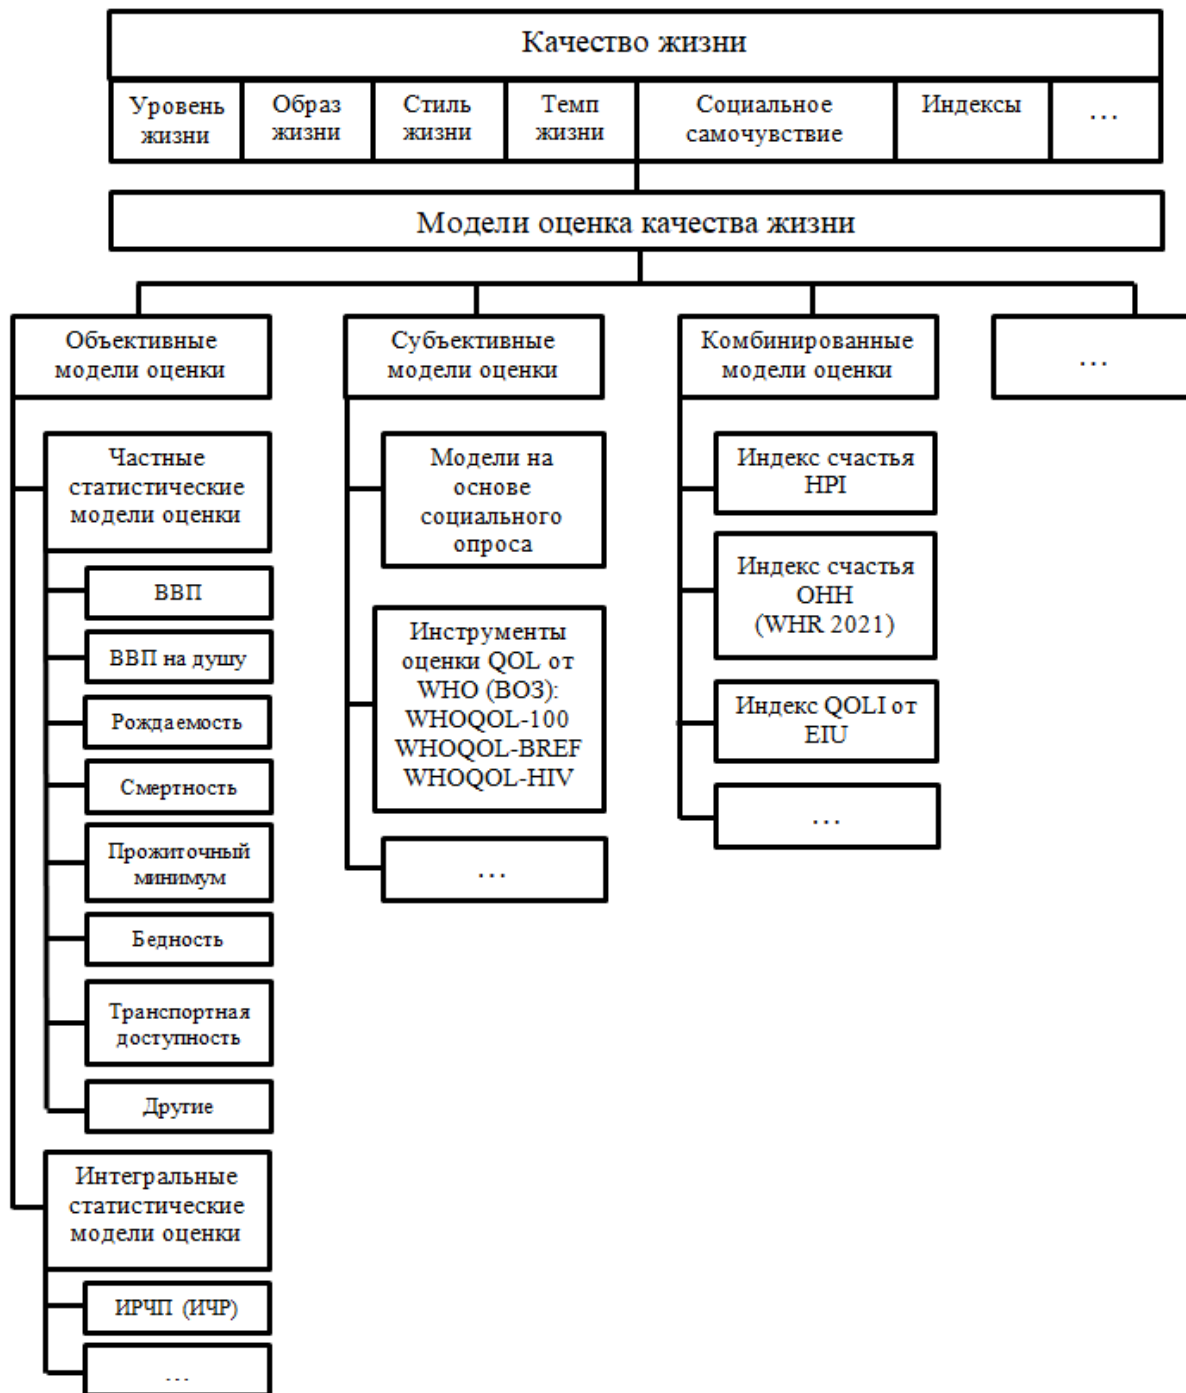 Качество жизни
Уровень
жизни
Образ
жизни
Стиль
жизни
Темп
жизни
Социальное
самочувствие
Индексы
...
Модели оценка качества жизни
Объективные
модели оценки
Частные
статистические
модели оценки
ВВП
ВВП на душу
Рождаемость
Смертность
Прожиточный
минимум
Бедность
Транспортная
доступность
Другие
Интегральные
статистические
модели оценки
ИРЧП (ИЧР)
...
Субъективные
модели оценки
Модели на
основе
социального
опроса
Инструменты
оценки QOL от
WHO (ВОЗ):
WHOQOL-100
WHOQOL-BREF
WHOQOL-HIV
...
Комбинированные
модели оценки
Индекс счастья
HPI
Индекс счастья
ОНН
(WHR 2021)
Индекс QOLI от
EIU
...
...